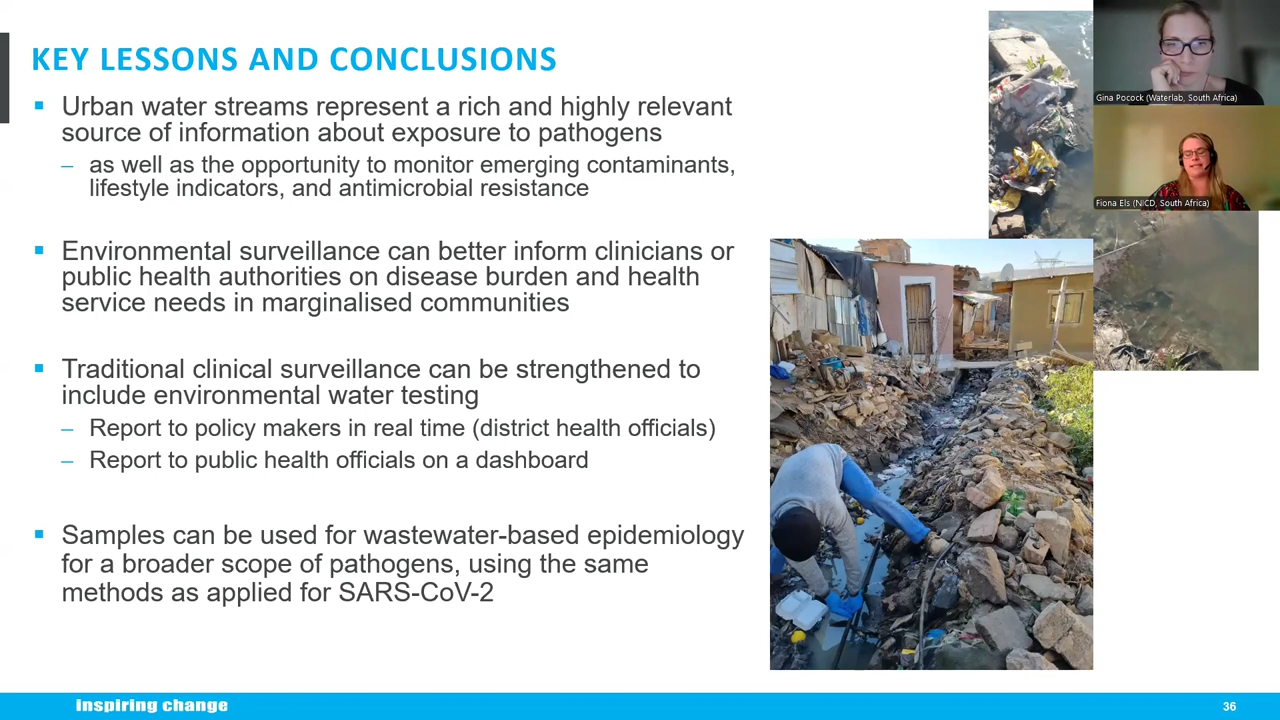 KEY LESSONS AND CONCLUSIONS
▪ Urban water streams represent a rich and highly relevant
source of information about exposure to pathogens
– as well as the opportunity to monitor emerging contaminants,
lifestyle indicators, and antimicrobial resistance
▪ Environmental surveillance can better inform clinicians or
public health authorities on disease burden and health
service needs in marginalised communities
▪ Traditional clinical surveillance can be strengthened to
include environmental water testing
– Report to policy makers in real time (district health officials)
– Report to public health officials on a dashboard
▪ Samples can be used for wastewater-based epidemiology
for a broader scope of pathogens, using the same
methods as applied for SARS-CoV-2
Gina Pocock (Waterlab, South Africa)
Fiona Els (NICD, South Africa)
inspiring change
36